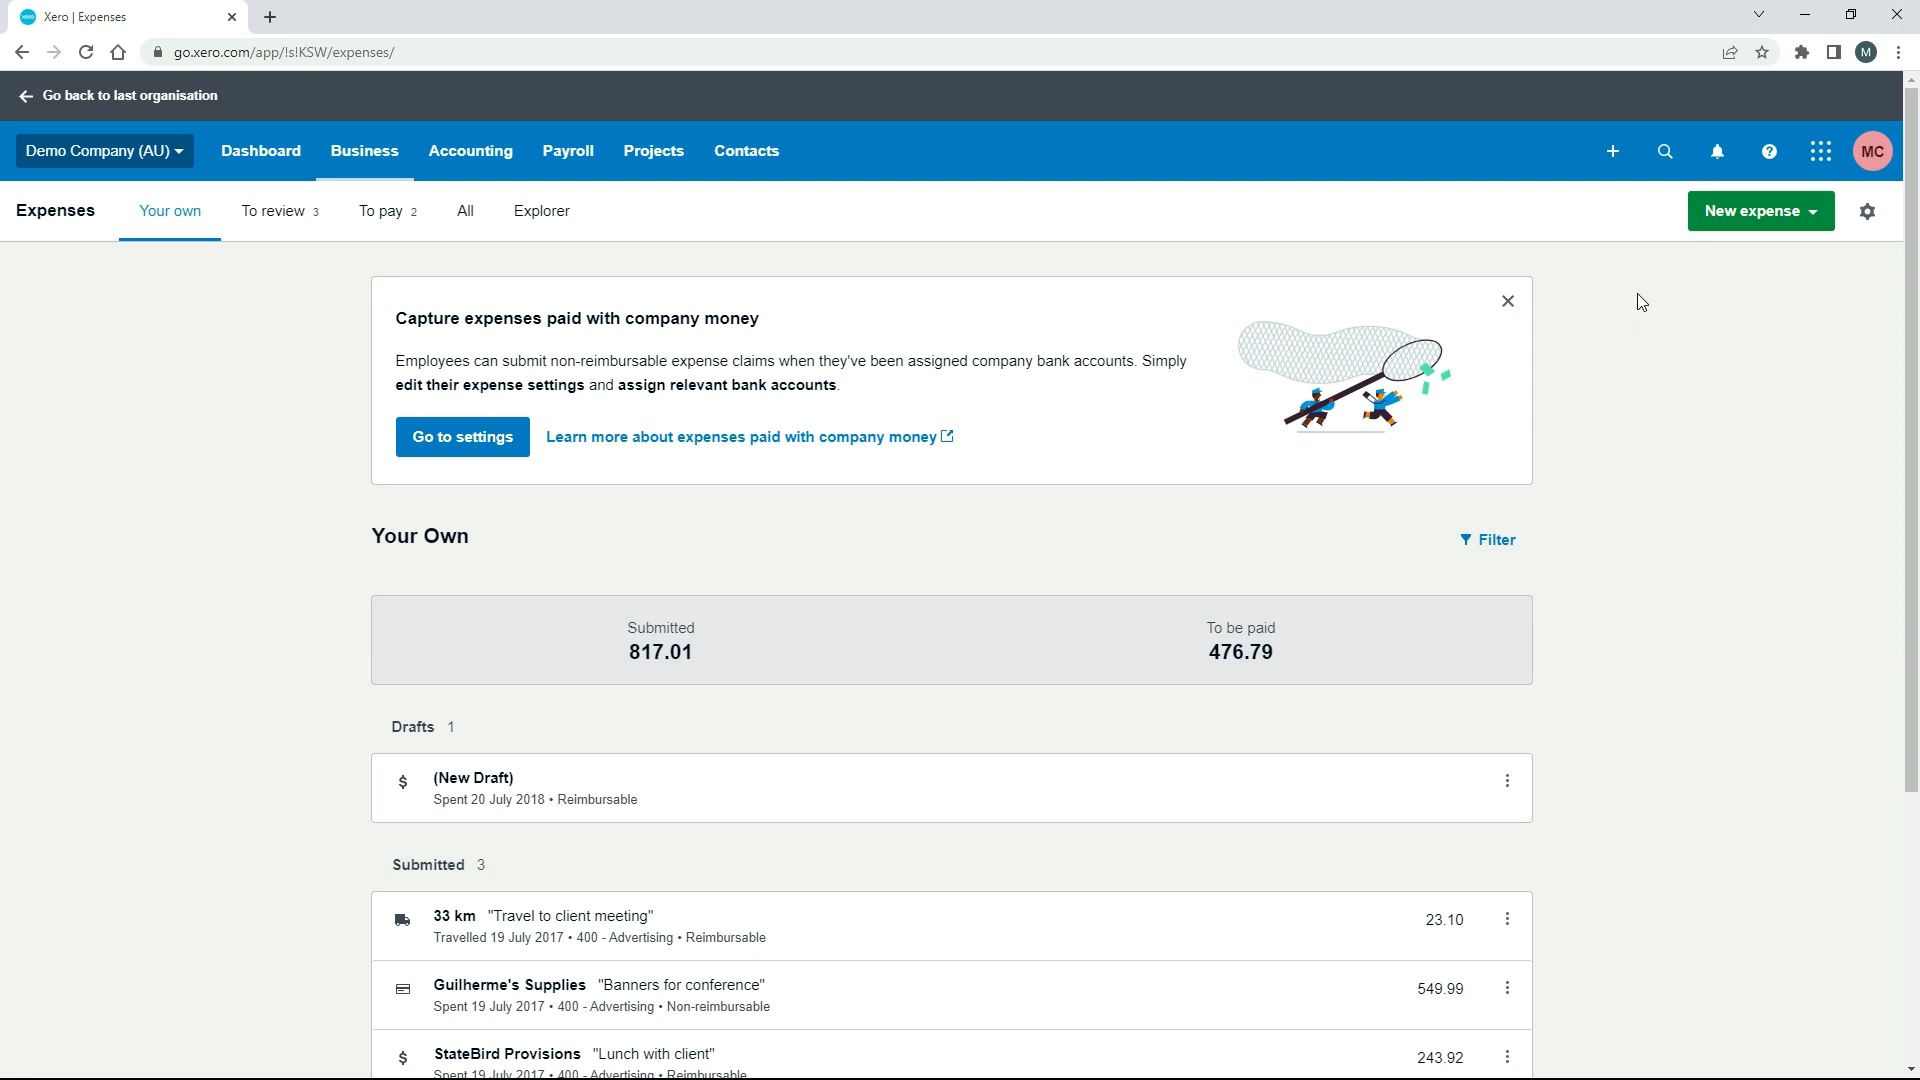 Xero | Expenses
go.xero.com/app/!s!KSW/expenses/
M
Go back to last organisation
Demo Company (AU) Dashboard Business Accounting Payroll Projects Contacts MC
Expenses Your own To review 3 To pay 2 All Explorer New expense
Capture expenses paid with company money
Employees can submit non-reimbursable expense claims when they've been assigned company bank accounts. Simply
edit their expense settings and assign relevant bank accounts.
Go to settings Learn more about expenses paid with company money
Your Own Filter
Submitted To be paid
817.01 476.79
Drafts 1
$ (New Draft)
Spent 20 July 2018 • Reimbursable
Submitted 3
33 km "Travel to client meeting" 23.10
Travelled 19 July 2017 • 400 - Advertising • Reimbursable
Guilherme's Supplies "Banners for conference" 549.99
Spent 19 July 2017 • 400 - Advertising • Non-reimbursable
$ StateBird Provisions "Lunch with client" 243.92
Spent 19 July 2017 • 400 - Advertising • Reimbursable